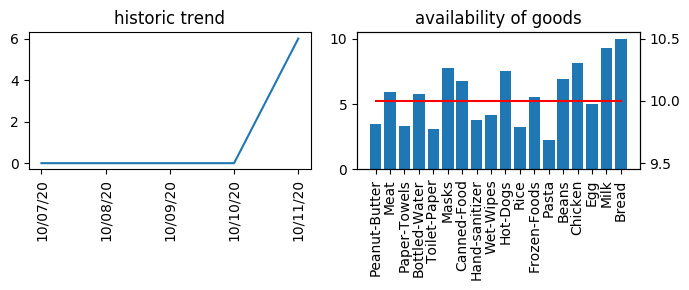 historic trend
6
4
2
0
10/07/20
10/08/20
10/09/20
10/10/20
10/11/20
availability of goods
10
5
0
10.5
10.0
9.5
Peanut-Butter
Meat
Paper-Towels
Bottled-Water
Toilet-Paper
Masks
Canned-Food
Hand-sanitizer
Wet-Wipes
Hot-Dogs
Rice
Frozen-Foods
Pasta
Beans
Chicken
Egg
Milk
Bread